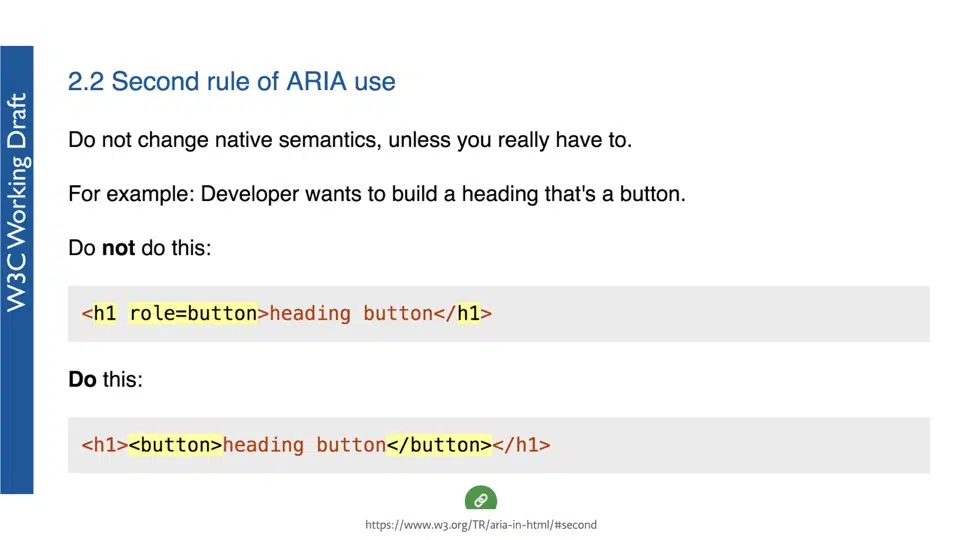 W3C Working Draft
2.2 Second rule of ARIA use
Do not change native semantics, unless you really have to.
For example: Developer wants to build a heading that's a button.
Do not do this:
<h1 role=button>heading button</h1>
Do this:
<h1><button>heading button</button></h1>
https://www.w3.org/TR/aria-in-html/#second